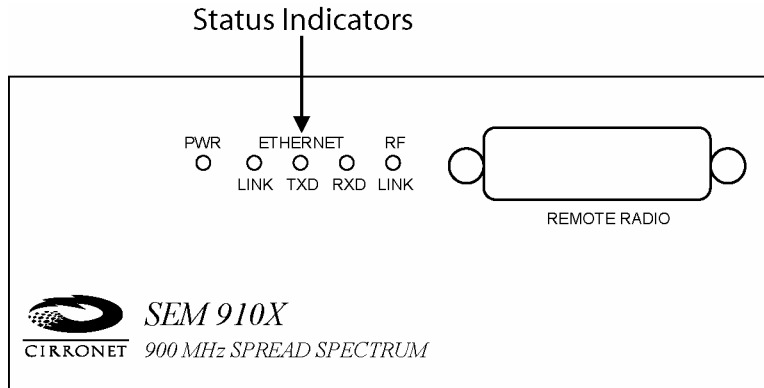 Status Indicators
PWR ETHERNET RF
LINK TXD RXD LINK
REMOTE RADIO
SEM 910X
CIRRONET 900 MHz SPREAD SPECTRUM